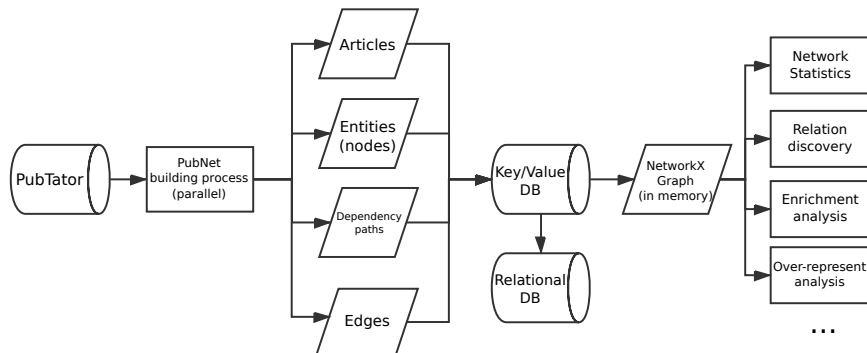 PubTator
PubNet
building process
(parallel)
Articles
Entities
(nodes)
Dependency
paths
Edges
Key/Value
DB
Relational
DB
NetworkX
Graph
(in memory)
Network
Statistics
Relation
discovery
Enrichment
analysis
Over-represent
analysis
...